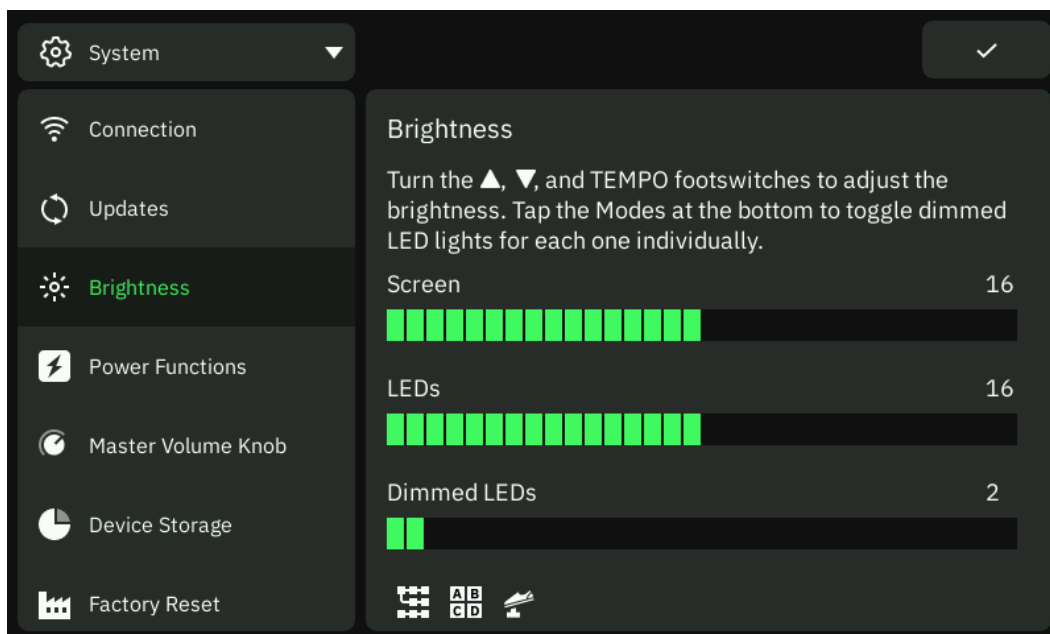 System
Connection
Updates
Brightness
Power Functions
Master Volume Knob
Device Storage
Factory Reset
Brightness
Turn the ▲, ▼, and TEMPO footswitches to adjust the
brightness. Tap the Modes at the bottom to toggle dimmed
LED lights for each one individually.
Screen 16
LEDs 16
Dimmed LEDs 2
A B
C D